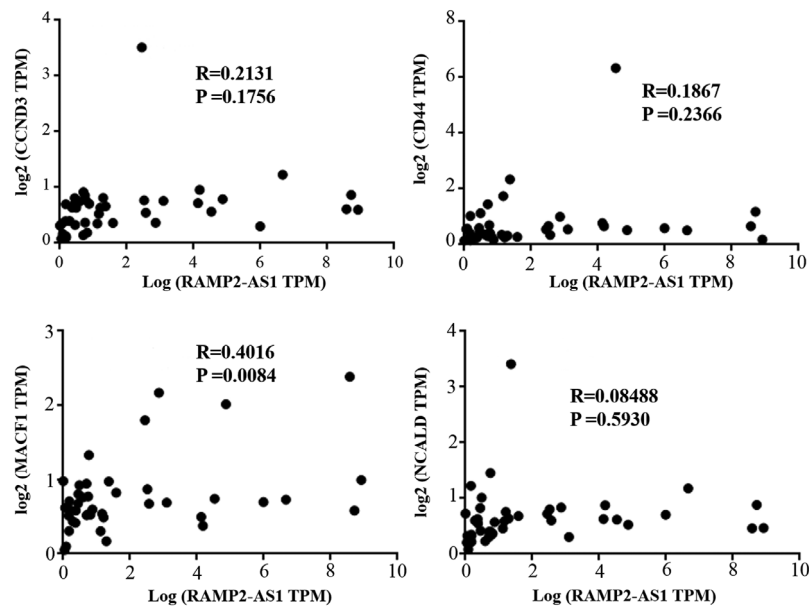 log2 (CCND3 TPM)
4
3
2
1
0
R=0.2131
P =0.1756
0 2 4 6 8 10
Log (RAMP2-AS1 TPM)
log2 (CD44 TPM)
8
6
4
2
0
R=0.1867
P =0.2366
0 2 4 6 8 10
Log (RAMP2-AS1 TPM)
log2 (MACF1 TPM)
3
2
1
0
R=0.4016
P =0.0084
0 2 4 6 8 10
Log (RAMP2-AS1 TPM)
log2 (NCALD TPM)
4
3
2
1
0
R=0.08488
P =0.5930
0 2 4 6 8 10
Log (RAMP2-AS1 TPM)